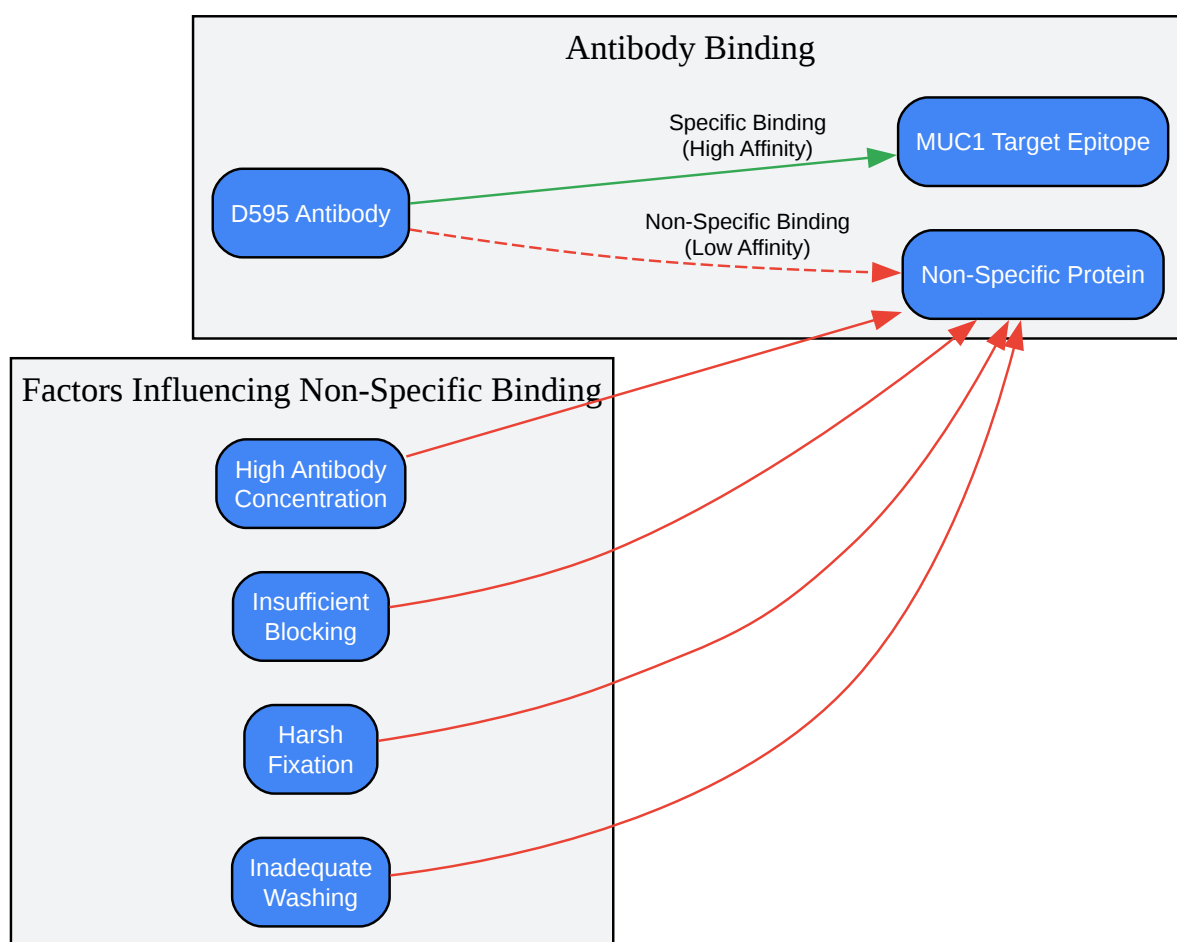 Antibody Binding
Specific Binding
(High Affinity)
MUC1 Target Epitope
D595 Antibody
Non-Specific Binding
(Low Affinity)
Non-Specific Protein
Factors Influencing Non-Specific Binding
High Antibody
Concentration
Insufficient
Blocking
Harsh
Fixation
Inadequate
Washing